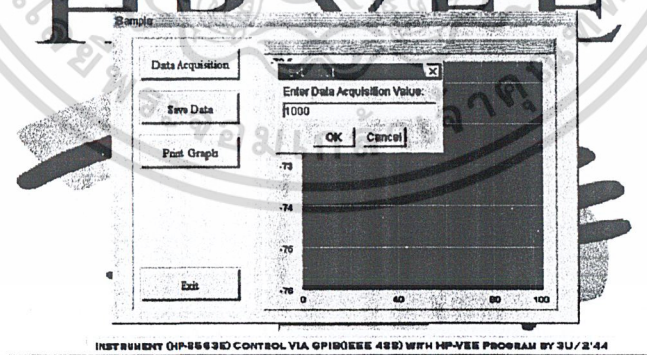 HP VEE
Sample
Data Acquisition
Save Data
Print Graph
Exit
Enter Data Acquisition Value:
1000
OK Cancel
-73
-74
-75
-76
0 40 80 100
INSTRUMENT (HP-8563E) CONTROL VIA GPIB(IEEE 488) WITH HP-VEE PROGRAM BY 3U/2'44